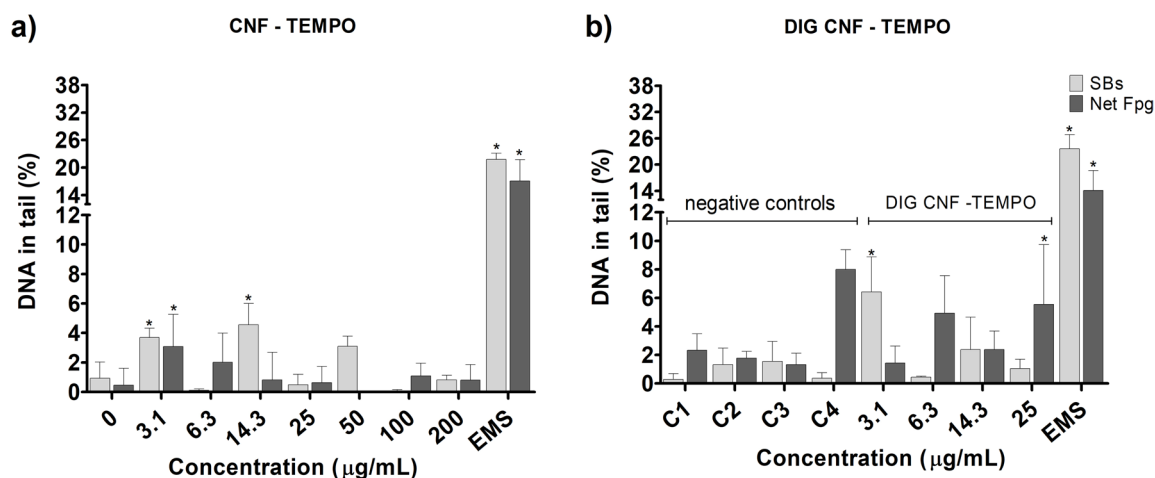 a)
CNF - TEMPO
DNA in tail (%)
38
32
26
20
14
12
10
8
6
4
2
0
* * * * *
0 3.1 6.3 14.3 25 50 100 200 EMS
Concentration (µg/mL)
b)
DIG CNF - TEMPO
SBs
Net Fpg
DNA in tail (%)
38
32
26
20
14
12
10
8
6
4
2
0
negative controls
DIG CNF -TEMPO
* * * *
C1 C2 C3 C4 3.1 6.3 14.3 25 EMS
Concentration (µg/mL)